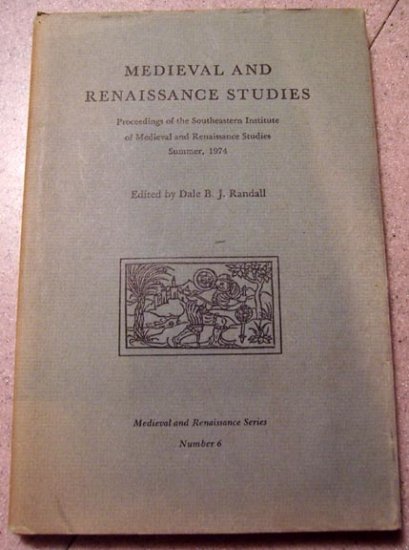 MEDIEVAL AND
RENAISSANCE STUDIES
Proceedings of the Southeastern Institute
of Medieval and Renaissance Studies
Summer, 1974
Edited by Dale B. J. Randall
Medieval and Renaissance Series
Number 6